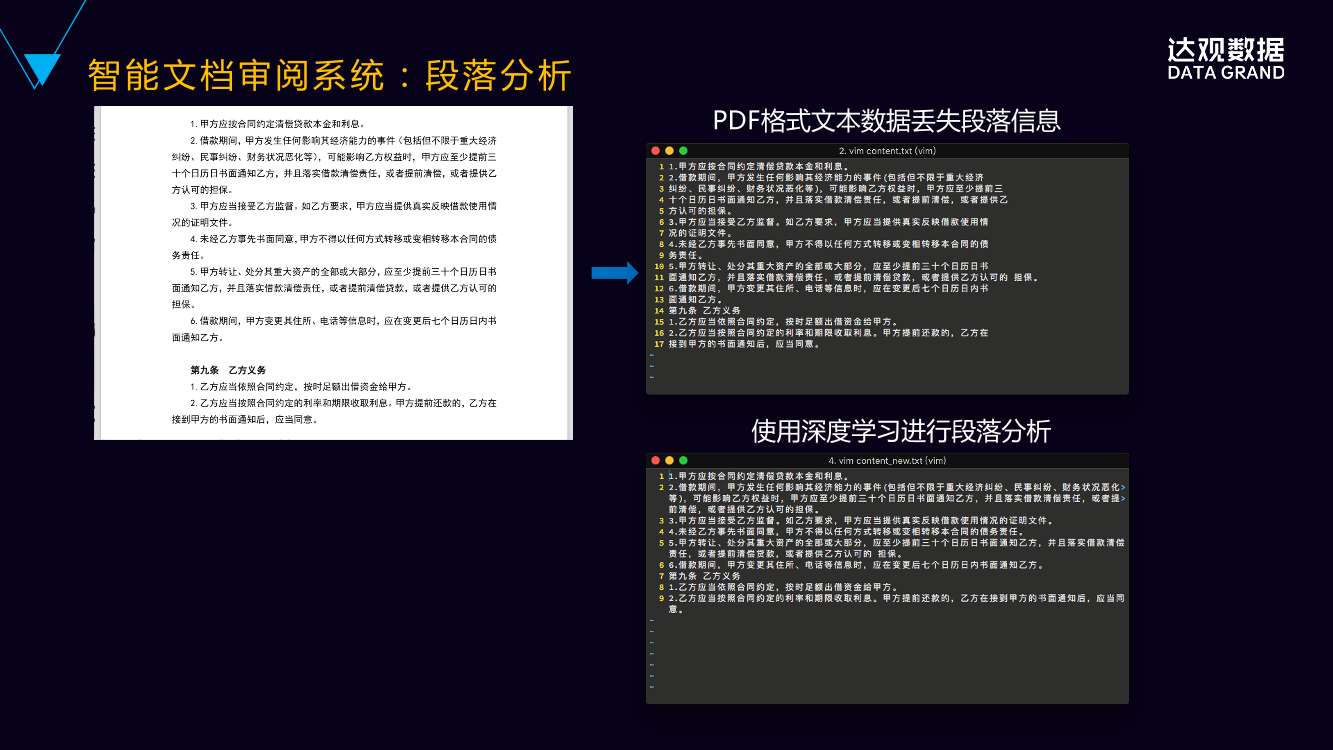 智能文档审阅系统：段落分析
达观数据
DATA GRAND
1. 甲方应按合同约定清偿贷款本金和利息。
2. 借款期间，甲方发生任何影响其经济能力的事件（包括但不限于重大经济
纠纷、民事纠纷、财务状况恶化等），可能影响乙方权益时，甲方应至少提前三
十个日历日书面通知乙方，并且落实借款清偿责任，或者提前清偿，或者提供乙
方认可的担保。
3. 甲方应当接受乙方监督。如乙方要求，甲方应当提供真实反映借款使用情
况的证明文件。
4. 未经乙方事先书面同意，甲方不得以任何方式转移或变相转移本合同的债
务责任。
5. 甲方转让、处分其重大资产的全部或大部分，应至少提前三十个日历日书
面通知乙方，并且落实借款清偿责任，或者提前清偿贷款，或者提供乙方认可的
担保。
6. 借款期间，甲方变更其住所、电话等信息时，应在变更后七个日历日内书
面通知乙方。
第九条 乙方义务
1. 乙方应当依照合同约定，按时足额出借资金给甲方。
2. 乙方应当按照合同约定的利率和期限收取利息。甲方提前还款的，乙方在
接到甲方的书面通知后，应当同意。
PDF格式文本数据丢失段落信息
2. vim content.txt (vim)
1 1.甲方应按合同约定清偿贷款本金和利息。
2 2.借款期间，甲方发生任何影响其经济能力的事件(包括但不限于重大经济
3 纠纷、民事纠纷、财务状况恶化等)，可能影响乙方权益时，甲方应至少提前三
4 十个日历日书面通知乙方，并且落实借款清偿责任，或者提前清偿，或者提供乙
5 方认可的担保。
6 3.甲方应当接受乙方监督。如乙方要求，甲方应当提供真实反映借款使用情
7 况的证明文件。
8 4.未经乙方事先书面同意，甲方不得以任何方式转移或变相转移本合同的债
9 务责任。
10 5.甲方转让、处分其重大资产的全部或大部分，应至少提前三十个日历日书
11 面通知乙方，并且落实借款清偿责任，或者提前清偿贷款，或者提供乙方认可的 担保。
12 6.借款期间，甲方变更其住所、电话等信息时，应在变更后七个日历日内书
13 面通知乙方。
14 第九条 乙方义务
15 1.乙方应当依照合同约定，按时足额出借资金给甲方。
16 2.乙方应当按照合同约定的利率和期限收取利息。甲方提前还款的，乙方在
17 接到甲方的书面通知后，应当同意。
~
~
~
使用深度学习进行段落分析
4. vim content_new.txt (vim)
1 1.甲方应按合同约定清偿贷款本金和利息。
2 2.借款期间，甲方发生任何影响其经济能力的事件(包括但不限于重大经济纠纷、民事纠纷、财务状况恶化>
等)，可能影响乙方权益时，甲方应至少提前三十个日历日书面通知乙方，并且落实借款清偿责任，或者提>
前清偿，或者提供乙方认可的担保。
3 3.甲方应当接受乙方监督。如乙方要求，甲方应当提供真实反映借款使用情况的证明文件。
4 4.未经乙方事先书面同意，甲方不得以任何方式转移或变相转移本合同的债务责任。
5 5.甲方转让、处分其重大资产的全部或大部分，应至少提前三十个日历日书面通知乙方，并且落实借款清偿
责任，或者提前清偿贷款，或者提供乙方认可的 担保。
6 6.借款期间，甲方变更其住所、电话等信息时，应在变更后七个日历日内书面通知乙方。
7 第九条 乙方义务
8 1.乙方应当依照合同约定，按时足额出借资金给甲方。
9 2.乙方应当按照合同约定的利率和期限收取利息。甲方提前还款的，乙方在接到甲方的书面通知后，应当同
意。
~
~
~
~
~
~
~